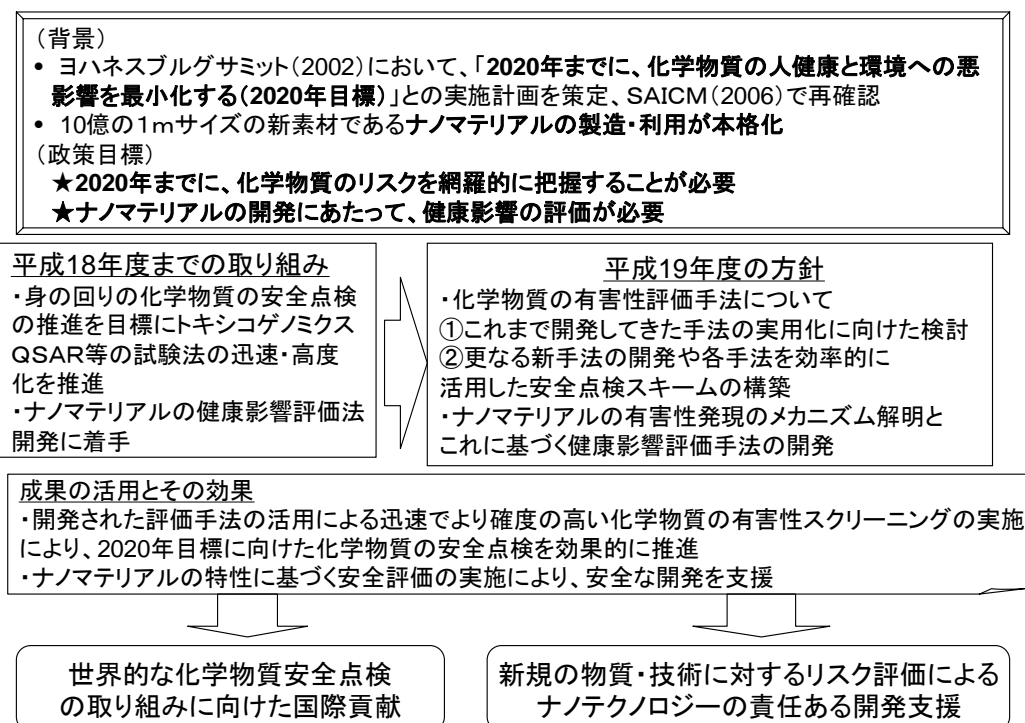 （背景）
• ヨハネスブルグサミット（2002）において、「2020年までに、化学物質の人健康と環境への悪
影響を最小化する（2020年目標）」との実施計画を策定、SAICM（2006）で再確認
• 10億の１ｍサイズの新素材であるナノマテリアルの製造・利用が本格化
（政策目標）
★2020年までに、化学物質のリスクを網羅的に把握することが必要
★ナノマテリアルの開発にあたって、健康影響の評価が必要
平成18年度までの取り組み
・身の回りの化学物質の安全点検
の推進を目標にトキシコゲノミクス
ＱＳＡＲ等の試験法の迅速・高度
化を推進
・ナノマテリアルの健康影響評価法
開発に着手
平成19年度の方針
・化学物質の有害性評価手法について
①これまで開発してきた手法の実用化に向けた検討
②更なる新手法の開発や各手法を効率的に
活用した安全点検スキームの構築
・ナノマテリアルの有害性発現のメカニズム解明と
これに基づく健康影響評価手法の開発
成果の活用とその効果
・開発された評価手法の活用による迅速でより確度の高い化学物質の有害性スクリーニングの実施
により、2020年目標に向けた化学物質の安全点検を効果的に推進
・ナノマテリアルの特性に基づく安全評価の実施により、安全な開発を支援
世界的な化学物質安全点検
の取り組みに向けた国際貢献
新規の物質・技術に対するリスク評価による
ナノテクノロジーの責任ある開発支援